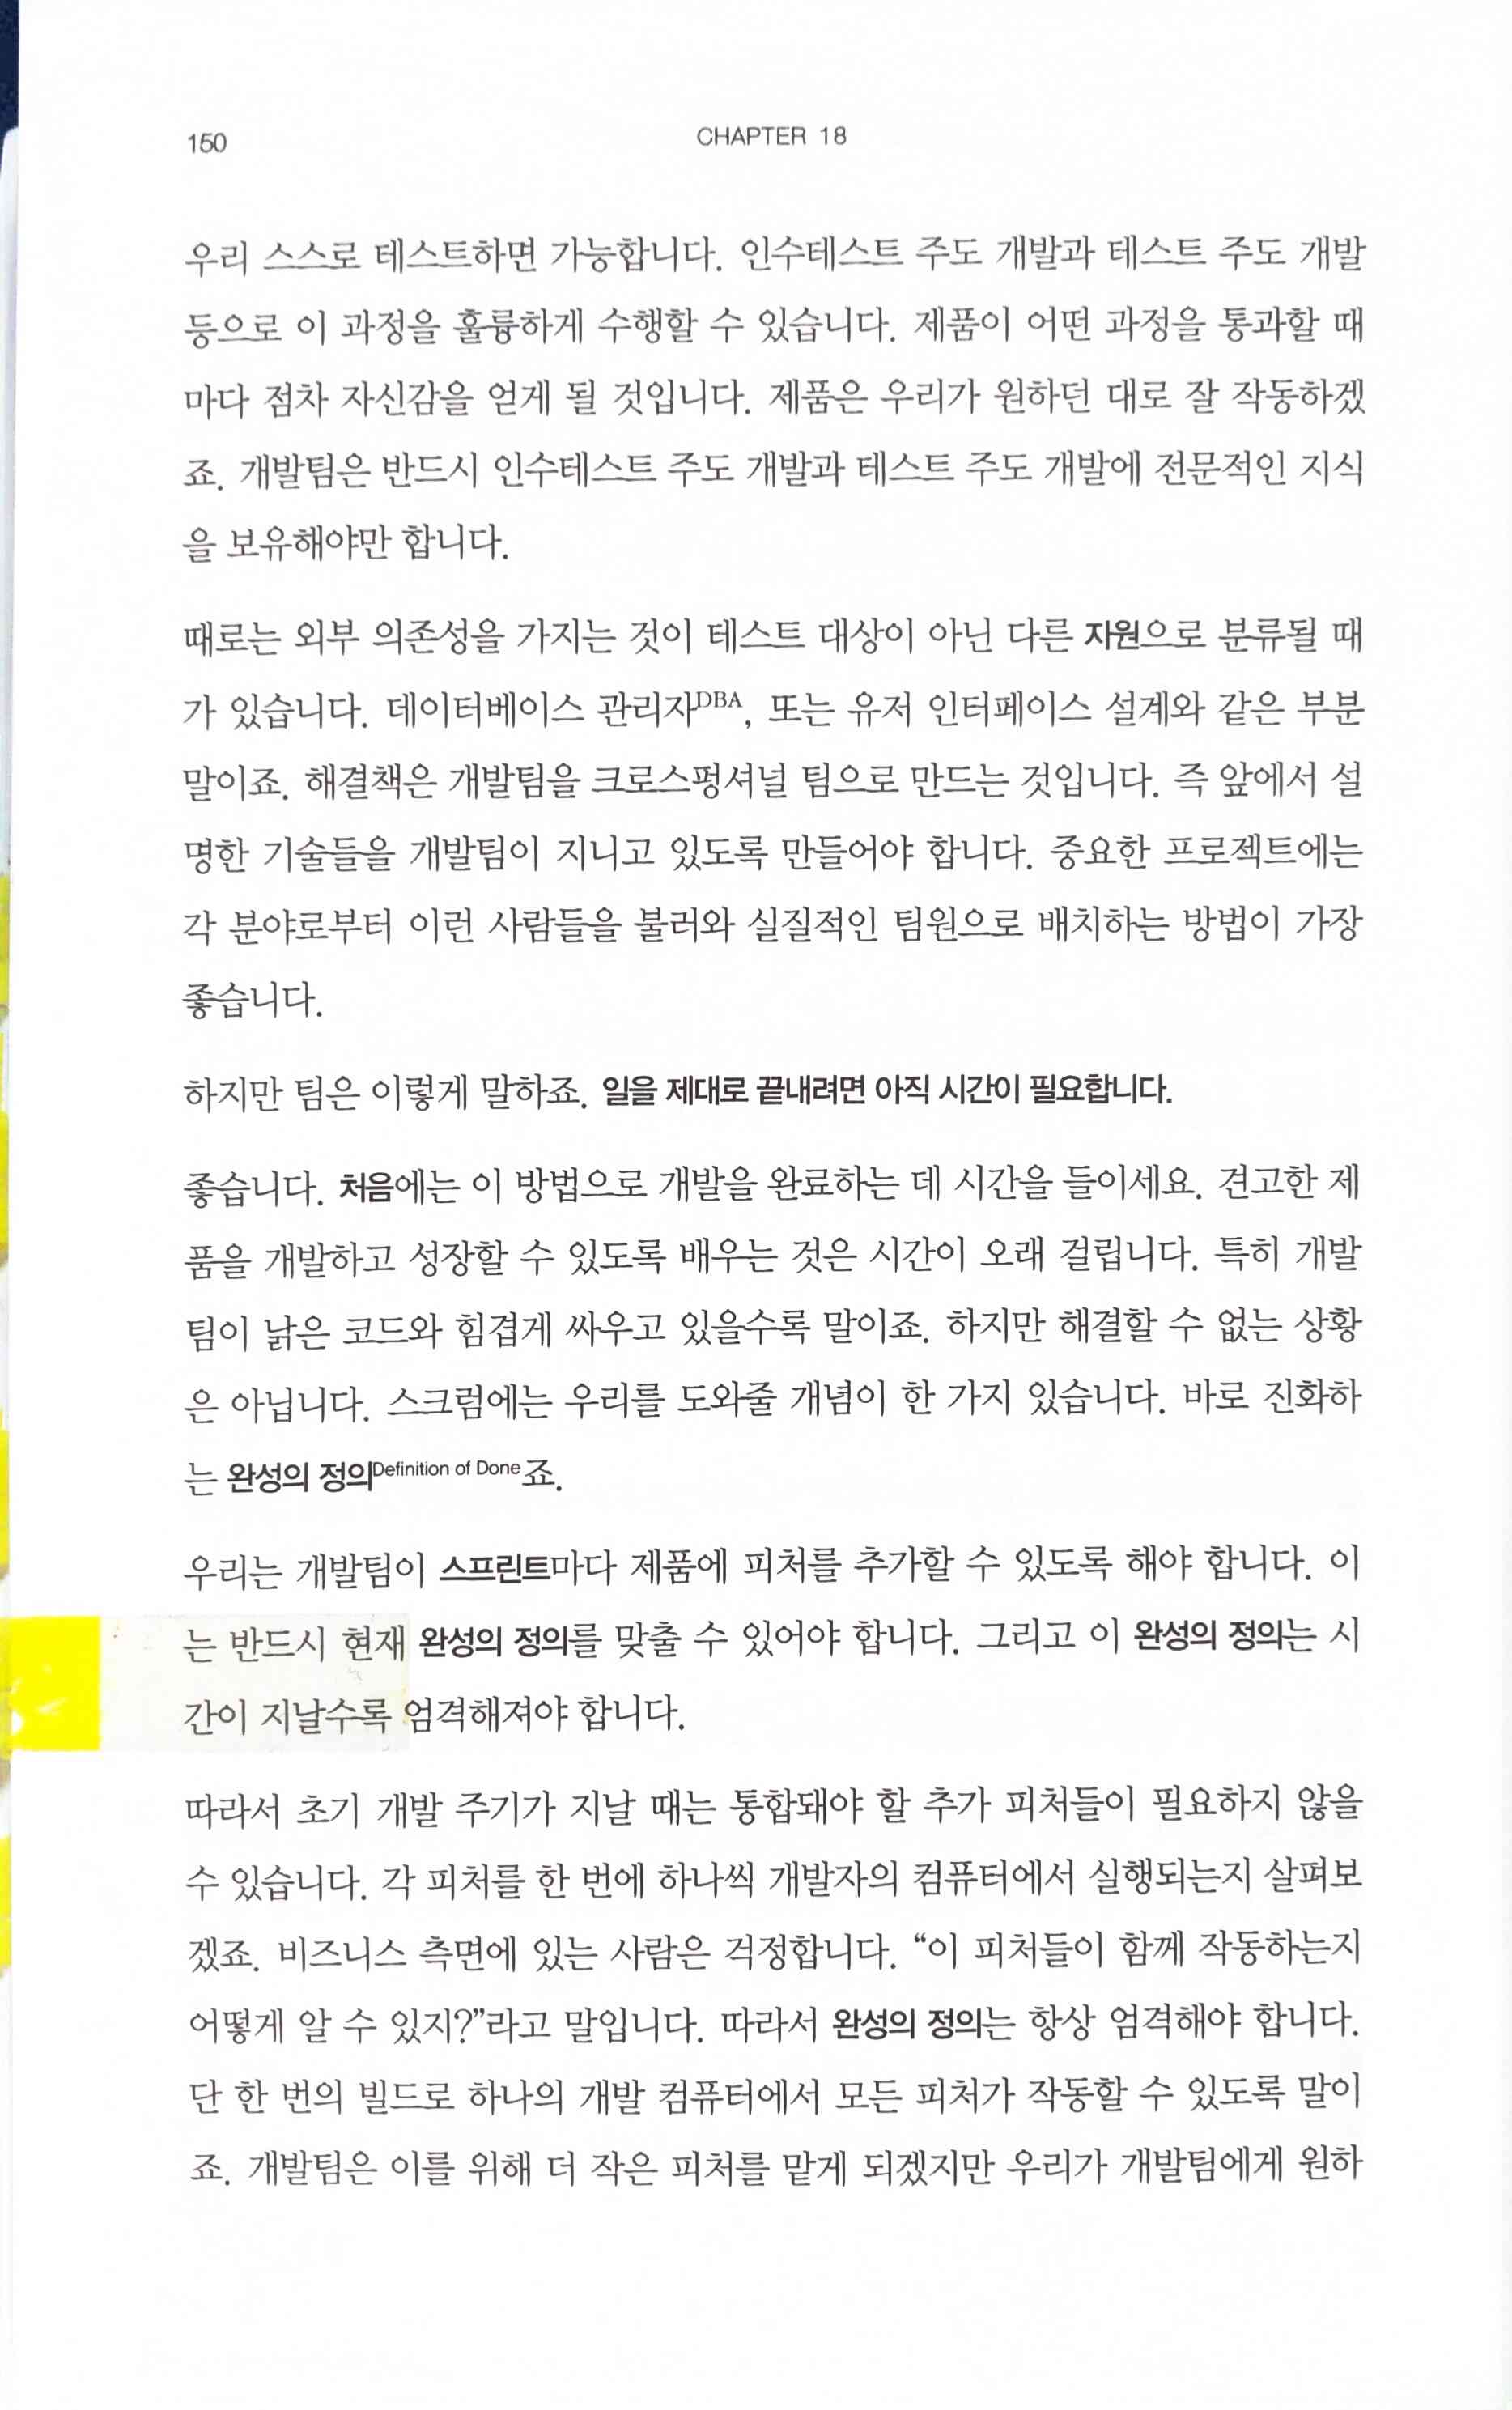 150
CHAPTER 18
우리 스스로 테스트하면 가능합니다. 인수테스트 주도 개발과 테스트 주도 개발
등으로 이 과정을 훌륭하게 수행할 수 있습니다. 제품이 어떤 과정을 통과할 때
마다 점차 자신감을 얻게 될 것입니다. 제품은 우리가 원하던 대로 잘 작동하겠
죠. 개발팀은 반드시 인수테스트 주도 개발과 테스트 주도 개발에 전문적인 지식
을 보유해야만 합니다.
때로는 외부 의존성을 가지는 것이 테스트 대상이 아닌 다른 자원으로 분류될 때
가 있습니다. 데이터베이스 관리자DBA, 또는 유저 인터페이스 설계와 같은 부분
말이죠. 해결책은 개발팀을 크로스펑셔널 팀으로 만드는 것입니다. 즉 앞에서 설
명한 기술들을 개발팀이 지니고 있도록 만들어야 합니다. 중요한 프로젝트에는
각 분야로부터 이런 사람들을 불러와 실질적인 팀원으로 배치하는 방법이 가장
좋습니다.
하지만 팀은 이렇게 말하죠. 일을 제대로 끝내려면 아직 시간이 필요합니다.
좋습니다. 처음에는 이 방법으로 개발을 완료하는 데 시간을 들이세요. 견고한 제
품을 개발하고 성장할 수 있도록 배우는 것은 시간이 오래 걸립니다. 특히 개발
팀이 낡은 코드와 힘겹게 싸우고 있을수록 말이죠. 하지만 해결할 수 없는 상황
은 아닙니다. 스크럼에는 우리를 도와줄 개념이 한 가지 있습니다. 바로 진화하
는 완성의 정의Definition of Done죠.
우리는 개발팀이 스프린트마다 제품에 피처를 추가할 수 있도록 해야 합니다. 이
는 반드시 현재 완성의 정의를 맞출 수 있어야 합니다. 그리고 이 완성의 정의는 시
간이 지날수록 엄격해져야 합니다.
따라서 초기 개발 주기가 지날 때는 통합돼야 할 추가 피처들이 필요하지 않을
수 있습니다. 각 피처를 한 번에 하나씩 개발자의 컴퓨터에서 실행되는지 살펴보
겠죠. 비즈니스 측면에 있는 사람은 걱정합니다. “이 피처들이 함께 작동하는지
어떻게 알 수 있지?”라고 말입니다. 따라서 완성의 정의는 항상 엄격해야 합니다.
단 한 번의 빌드로 하나의 개발 컴퓨터에서 모든 피처가 작동할 수 있도록 말이
죠. 개발팀은 이를 위해 더 작은 피처를 맡게 되겠지만 우리가 개발팀에게 원하